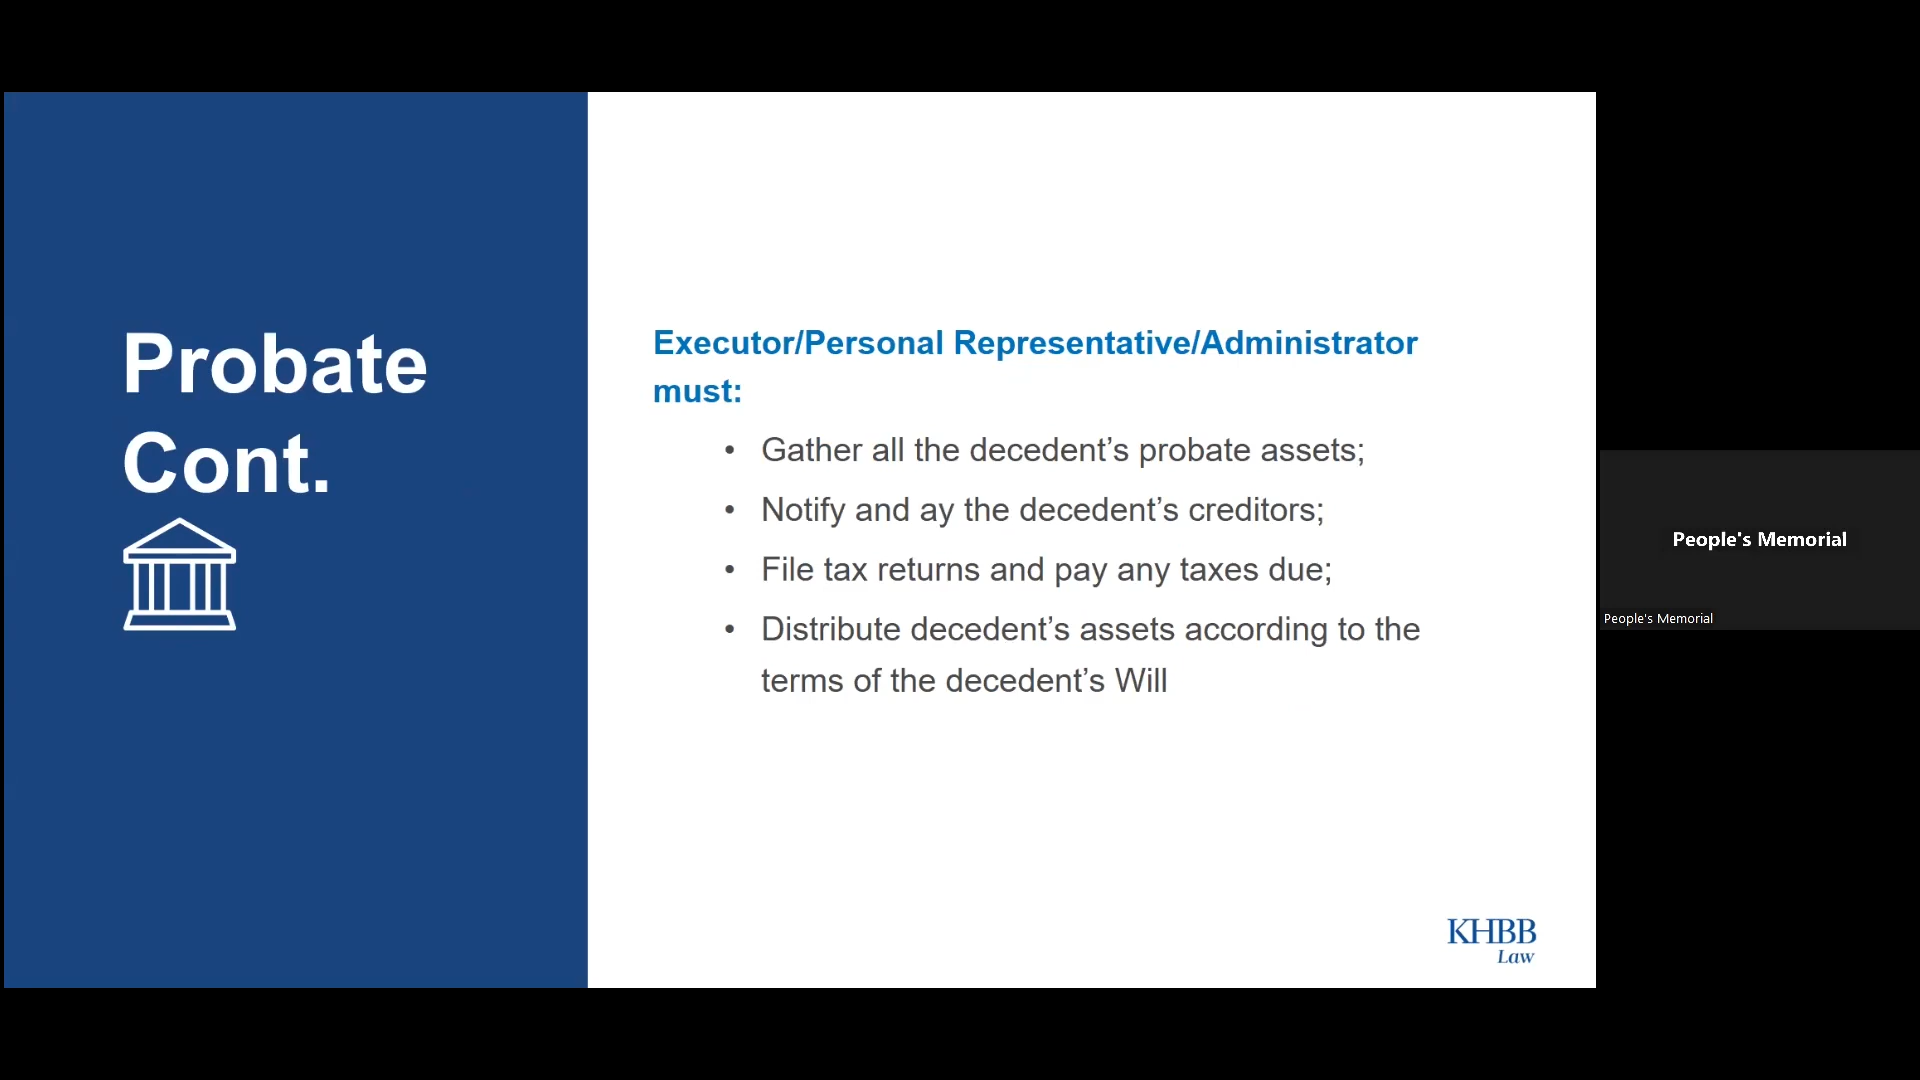 Probate
Cont.
Executor/Personal Representative/Administrator
must:
• Gather all the decedent’s probate assets;
• Notify and ay the decedent’s creditors;
• File tax returns and pay any taxes due;
• Distribute decedent’s assets according to the
terms of the decedent’s Will
KHBB
Law
People's Memorial
People's Memorial